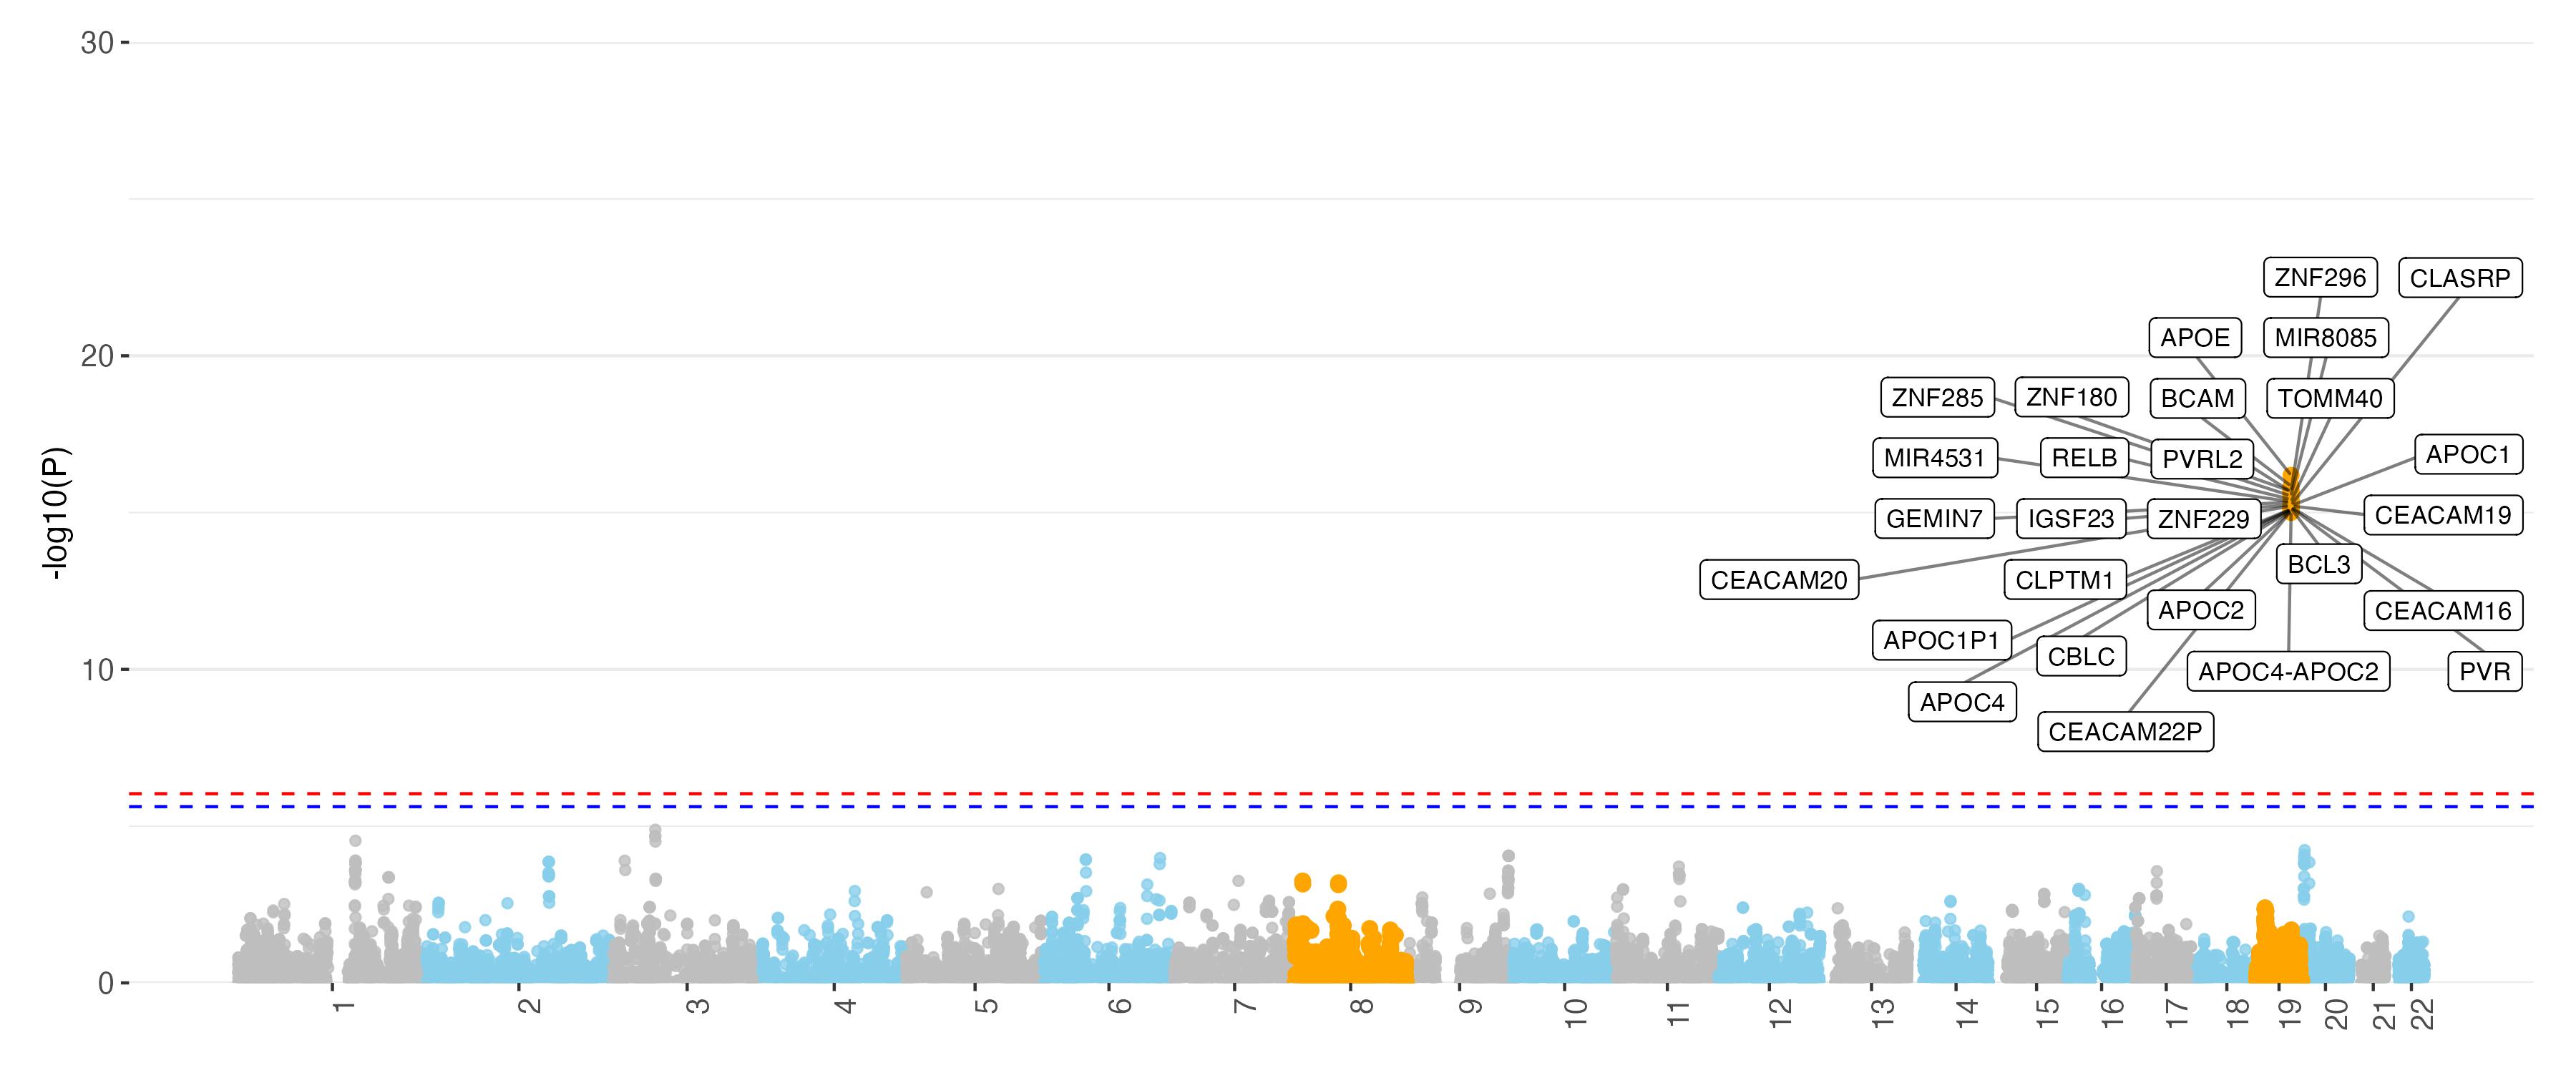 30
ZNF296 CLASRP
APOE MIR8085
20
ZNF285 ZNF180 BCAM TOMM40
MIR4531 RELB PVRL2 APOC1
-log10(P)
GEMIN7 IGSF23 ZNF229 CEACAM19
BCL3
CEACAM20 CLPTM1
APOC2 CEACAM16
APOC1P1 CBLC
10
APOC4-APOC2 PVR
APOC4
CEACAM22P
0
1 2 3 4 5 6 7 8 9 10 11 12 13 14 15 16 17 18 19 20 21 22